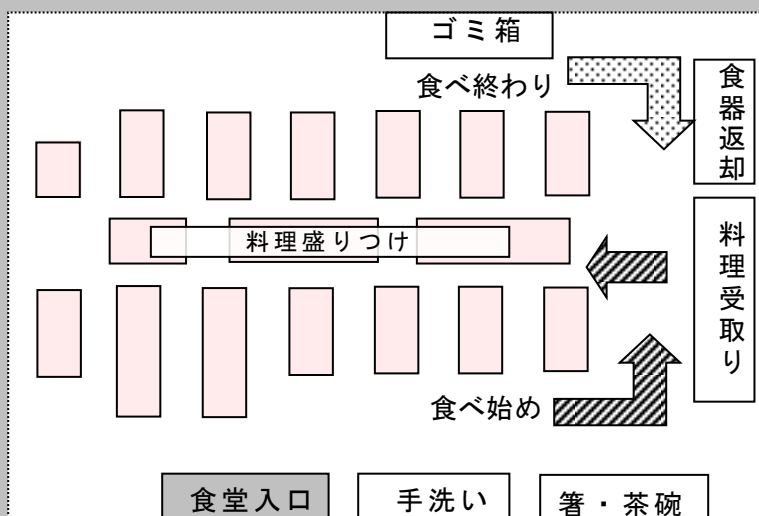 ゴミ箱
食べ終わり
食器返却
料理盛りつけ
料理受取り
食べ始め
食堂入口
手洗い
箸・茶碗